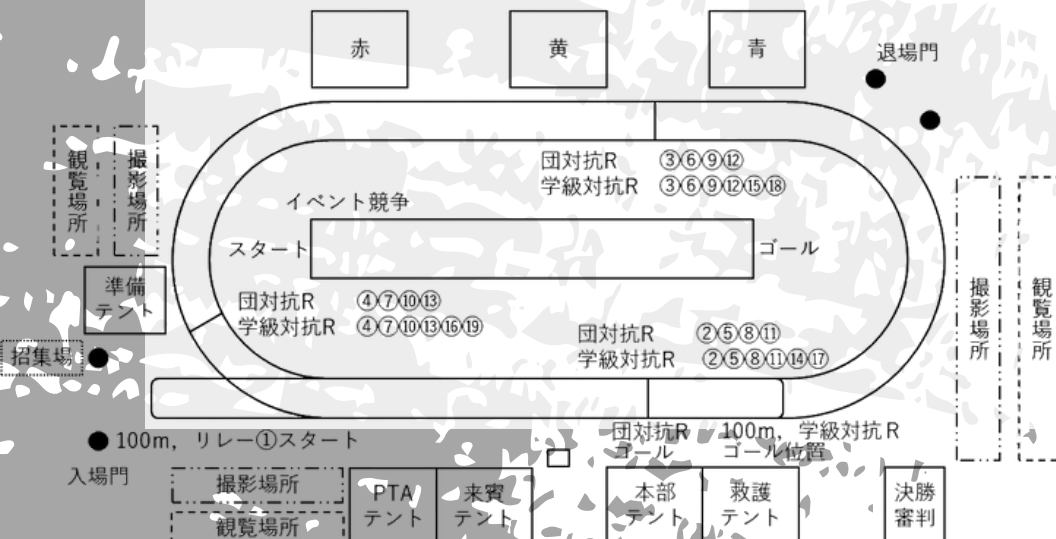 赤
黄
青
退場門
観覧場所
撮影場所
団対抗R ③⑥⑨⑫
学級対抗R ③⑥⑨⑫⑮⑱
イベント競争
スタート
ゴール
準備
テント
団対抗R ④⑦⑩⑬
学級対抗R ④⑦⑩⑬⑯⑲
団対抗R ②⑤⑧⑪
学級対抗R ②⑤⑧⑪⑭⑰
撮影場所
観覧場所
招集場
100m，リレー①スタート
団対抗R
ゴール
100m，学級対抗R
ゴール位置
入場門
撮影場所
観覧場所
PTA
テント
来賓
テント
本部
テント
救護
テント
決勝
審判